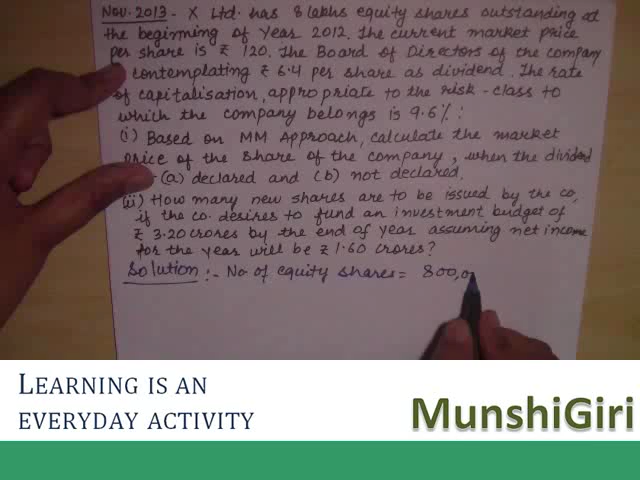 Nov. 2013 - X Ltd. has 8 lakhs equity shares outstanding at
the beginning of Year 2012. The current market price
per share is ₹ 120. The Board of Directors of the company
contemplating ₹ 6.4 per share as dividend. The rate
of capitalisation, appropriate to the risk-class to
which the company belongs is 9.6%:
(i) Based on MM Approach, calculate the market
price of the share of the company, when the dividend
(a) declared and (b) not declared.
(ii) How many new shares are to be issued by the co.
if the co. desires to fund an investment budget of
₹ 3.20 crores by the end of year assuming net income
for the year will be ₹ 1.60 crores?
Solution :- No. of equity shares = 800,0
LEARNING IS AN
EVERYDAY ACTIVITY
MunshiGiri